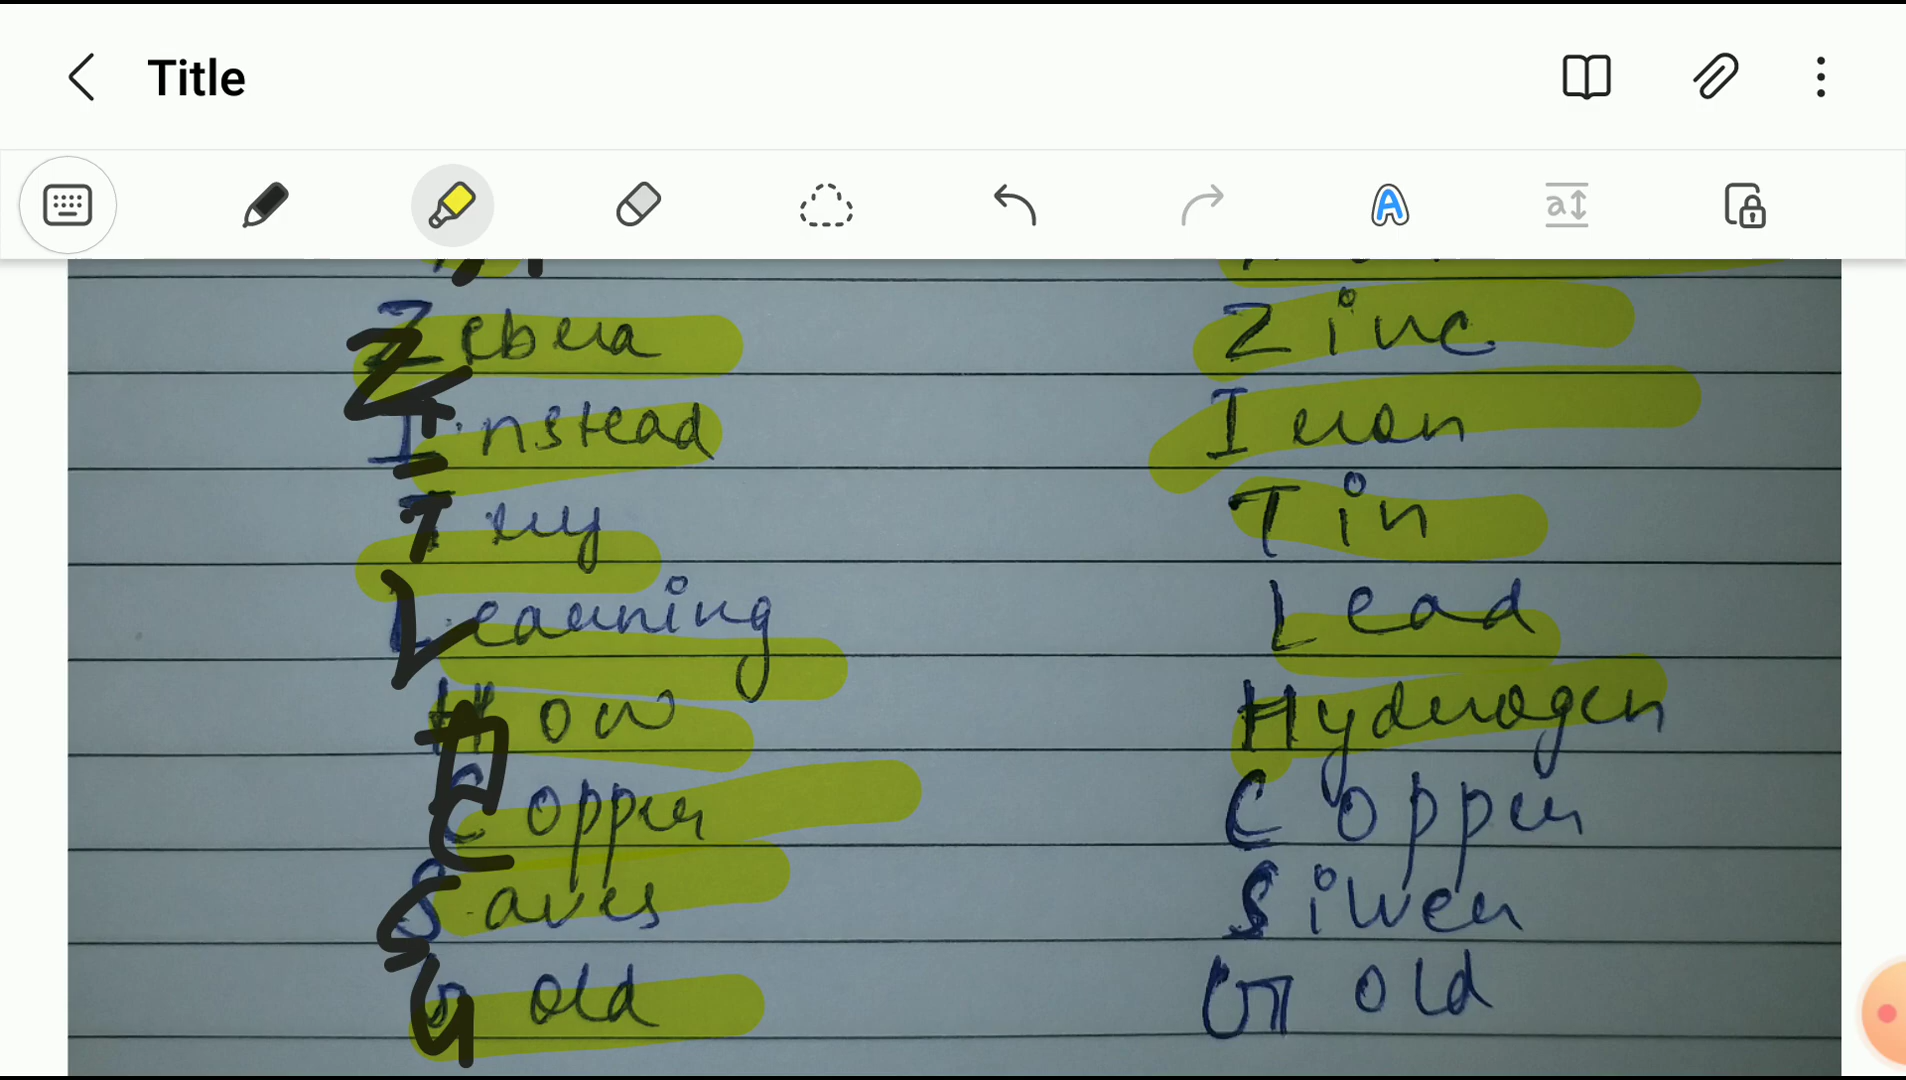 Title
Zebra Zinc
Instead Iron
Try Tin
Learning Lead
How Hydrogen
Copper Copper
Saves Silver
Gold Gold